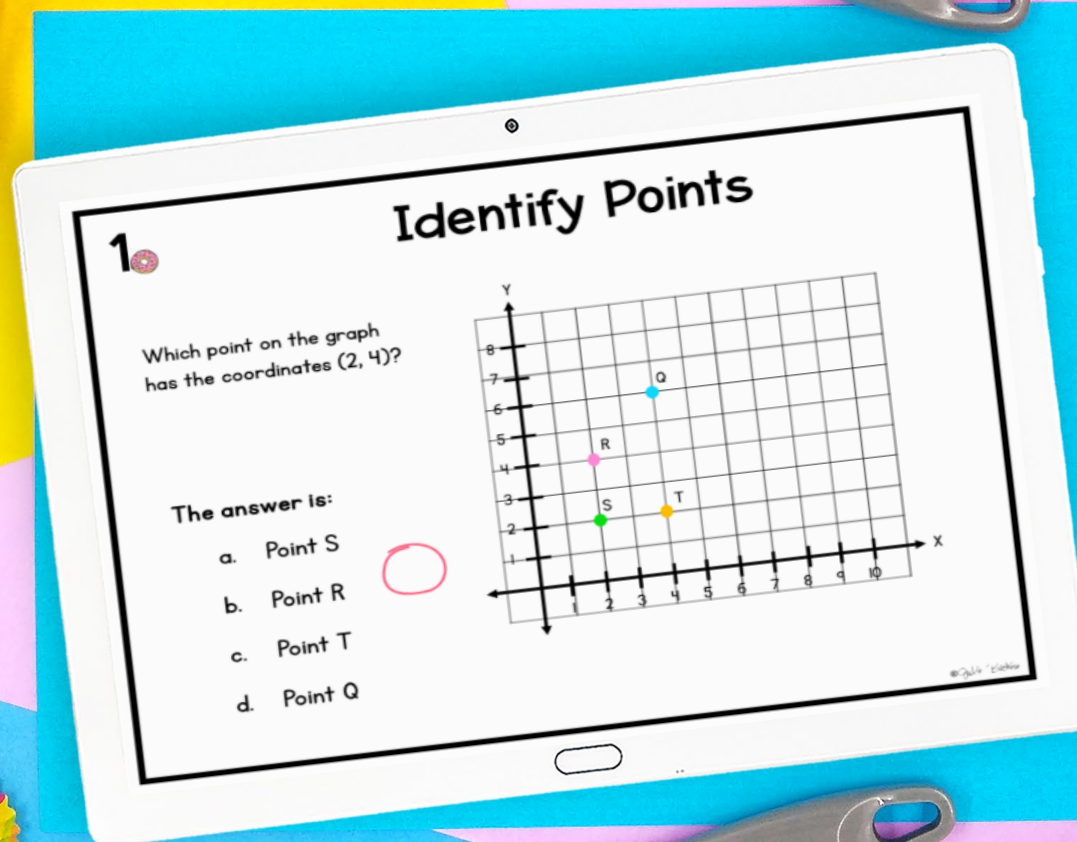 Identify Points
1
Which point on the graph
has the coordinates (2, 4)?
The answer is:
a. Point S
b. Point R
c. Point T
d. Point Q
Y
8
7
6
5
4
3
2
1
Q
R
S
T
X
1 2 3 4 5 6 7 8 9 10